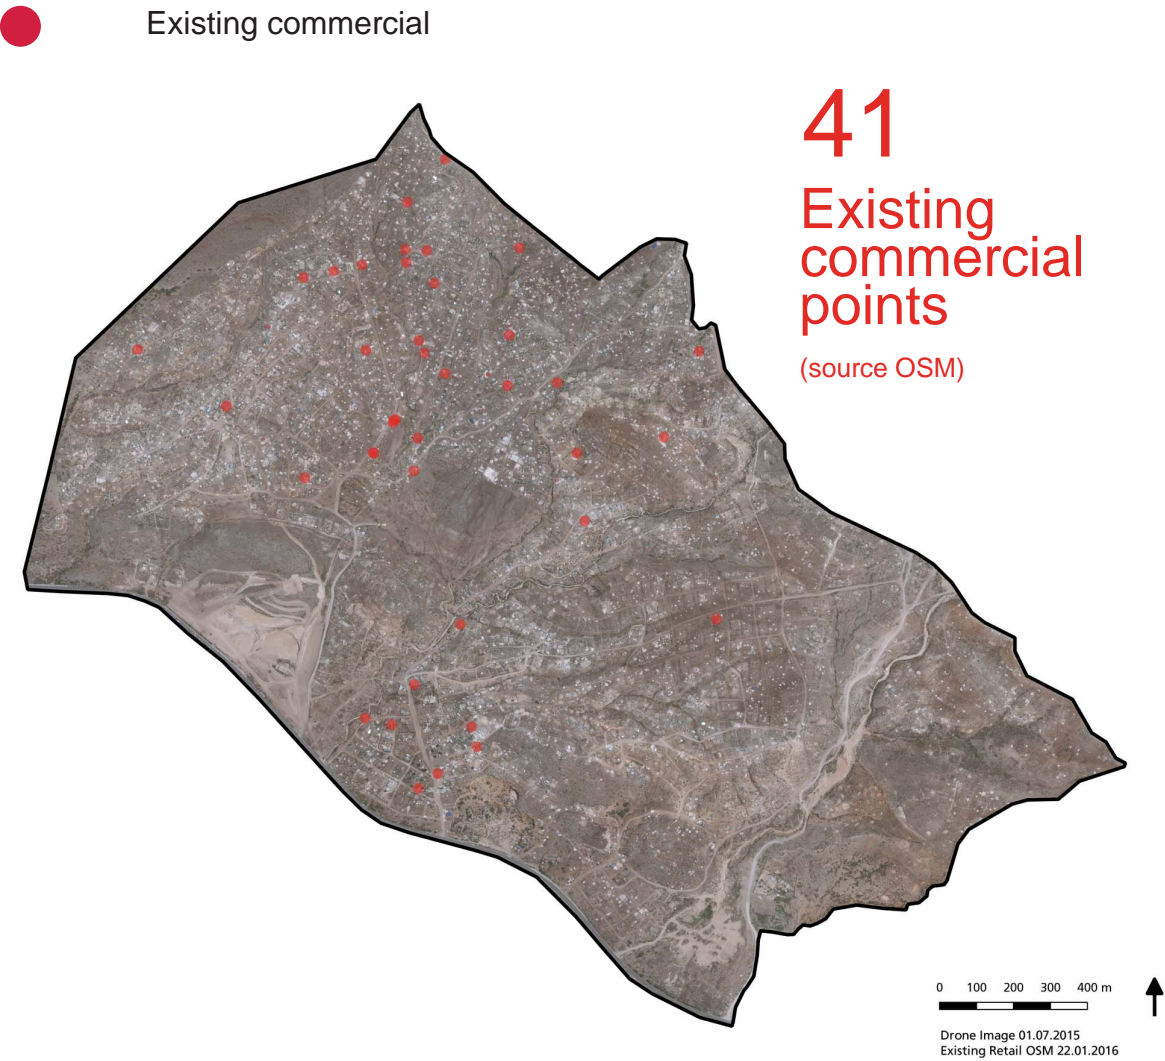 Existing commercial
41
Existing
commercial
points
(source OSM)
0 100 200 300 400 m
Drone Image 01.07.2015
Existing Retail OSM 22.01.2016